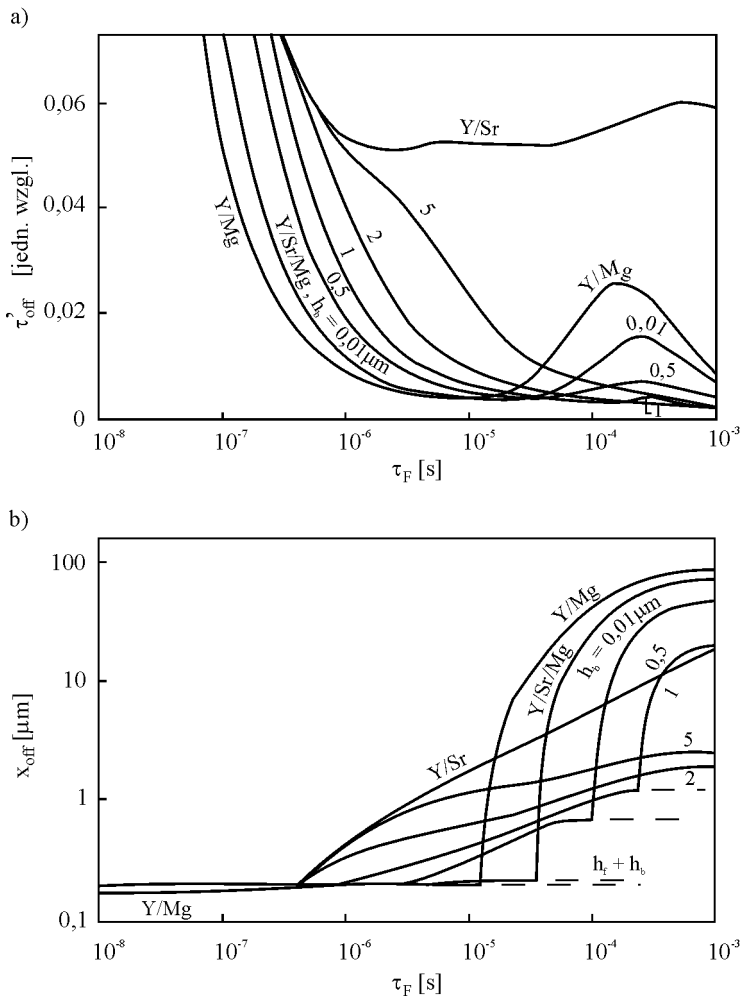 a)
τ'off [jedn. wzgl.]
0,06
0,04
0,02
0
Y/Sr
Y/Mg
Y/Sr/Mg , hb = 0,01μm
0,5
1
2
5
Y/Mg
0,01
0,5
1
10⁻⁸ 10⁻⁷ 10⁻⁶ 10⁻⁵ 10⁻⁴ 10⁻³
τF [s]
b)
xoff [μm]
100
10
1
0,1
Y/Mg
Y/Sr/Mg
hb = 0,01μm
0,5
1
Y/Sr
5
2
hf + hb
Y/Mg
10⁻⁸ 10⁻⁷ 10⁻⁶ 10⁻⁵ 10⁻⁴ 10⁻³
τF [s]